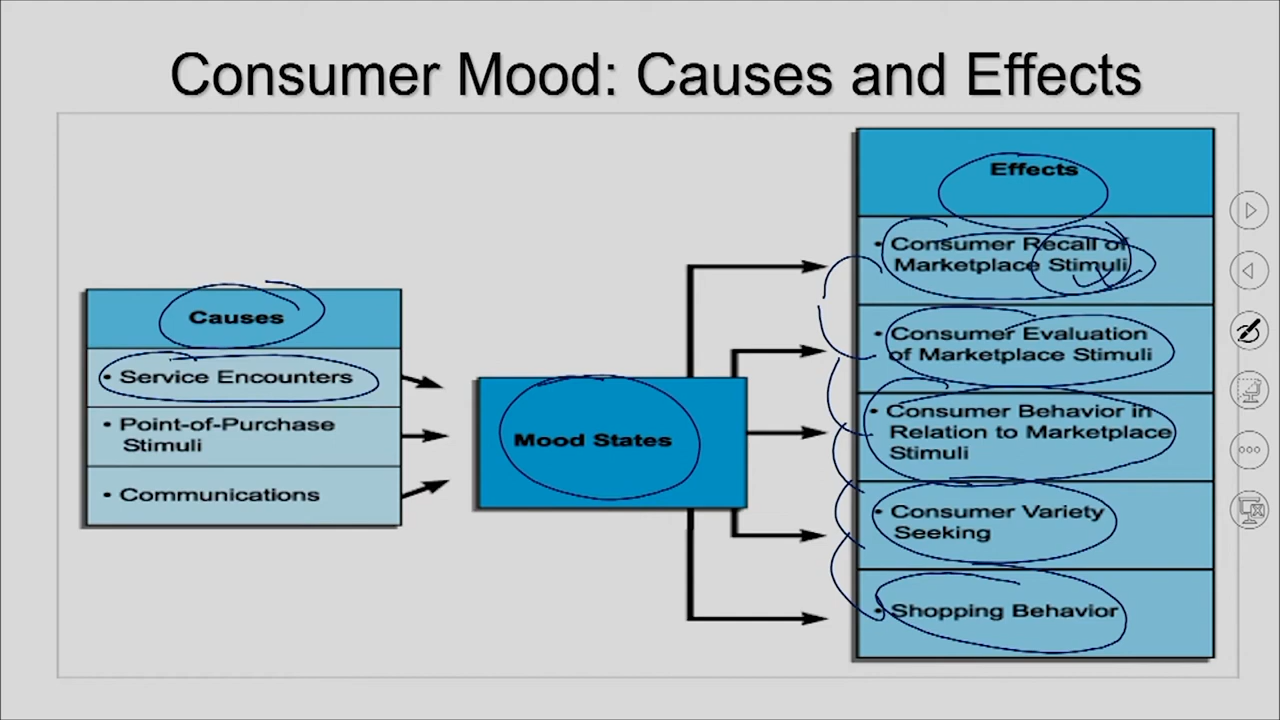 Consumer Mood: Causes and Effects
Causes
• Service Encounters
• Point-of-Purchase
Stimuli
• Communications
Mood States
Effects
• Consumer Recall of
Marketplace Stimuli
• Consumer Evaluation
of Marketplace Stimuli
• Consumer Behavior in
Relation to Marketplace
Stimuli
• Consumer Variety
Seeking
• Shopping Behavior